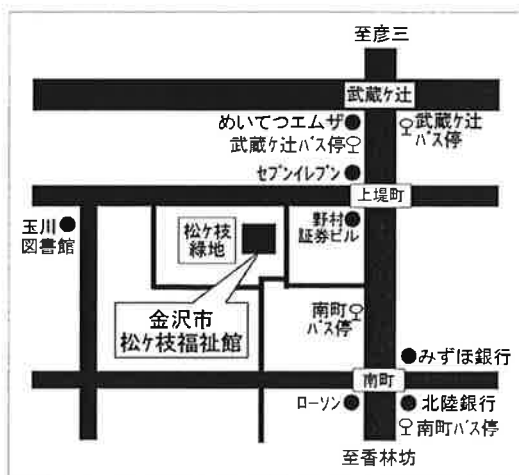 至彦三
武蔵ケ辻
めいてつエムザ
武蔵ケ辻バス停
武蔵ケ辻
バス停
セブンイレブン
上堤町
玉川
図書館
松ケ枝
緑地
野村
証券ビル
金沢市
松ケ枝福祉館
南町
バス停
みずほ銀行
南町
ローソン
北陸銀行
南町バス停
至香林坊